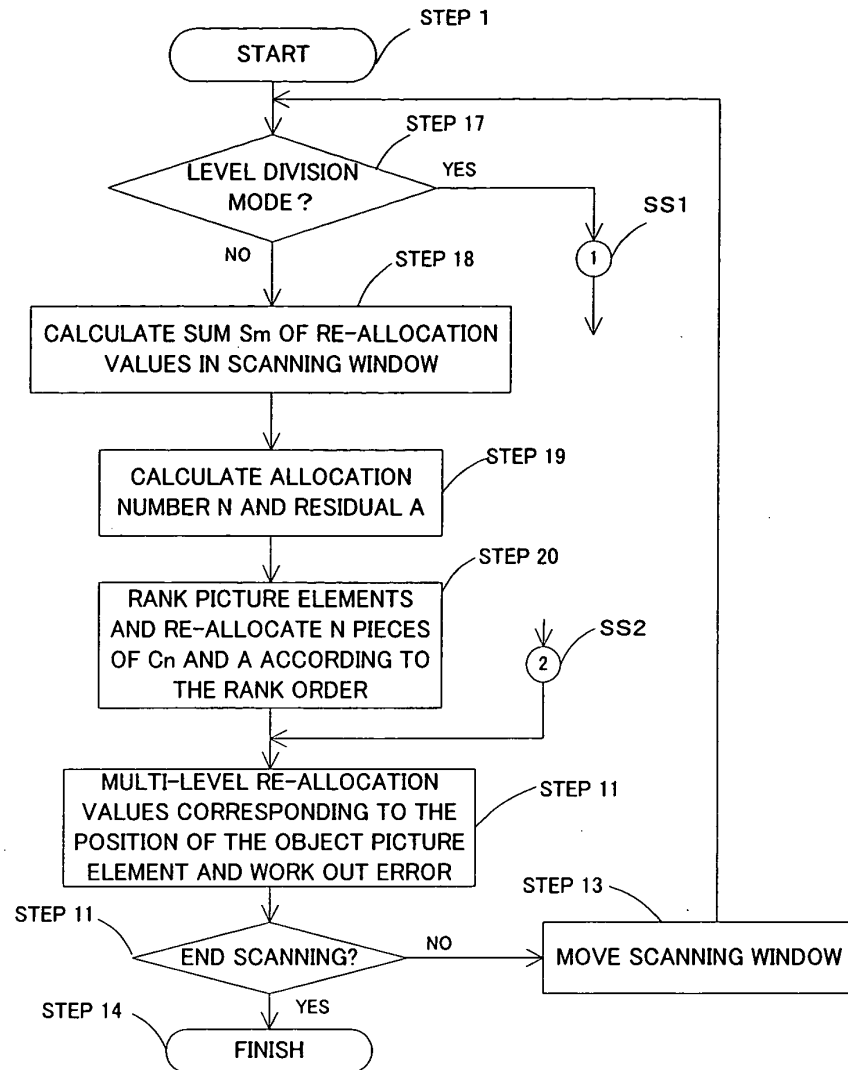 STEP 1
START
STEP 17
LEVEL DIVISION
MODE?
YES
SS1
1
NO
STEP 18
CALCULATE SUM Sm OF RE-ALLOCATION
VALUES IN SCANNING WINDOW
STEP 19
CALCULATE ALLOCATION
NUMBER N AND RESIDUAL A
STEP 20
RANK PICTURE ELEMENTS
AND RE-ALLOCATE N PIECES
OF Cn AND A ACCORDING TO
THE RANK ORDER
SS2
2
MULTI-LEVEL RE-ALLOCATION
VALUES CORRESPONDING TO THE
POSITION OF THE OBJECT PICTURE
ELEMENT AND WORK OUT ERROR
STEP 11
STEP 13
STEP 11
END SCANNING?
NO
MOVE SCANNING WINDOW
YES
STEP 14
FINISH